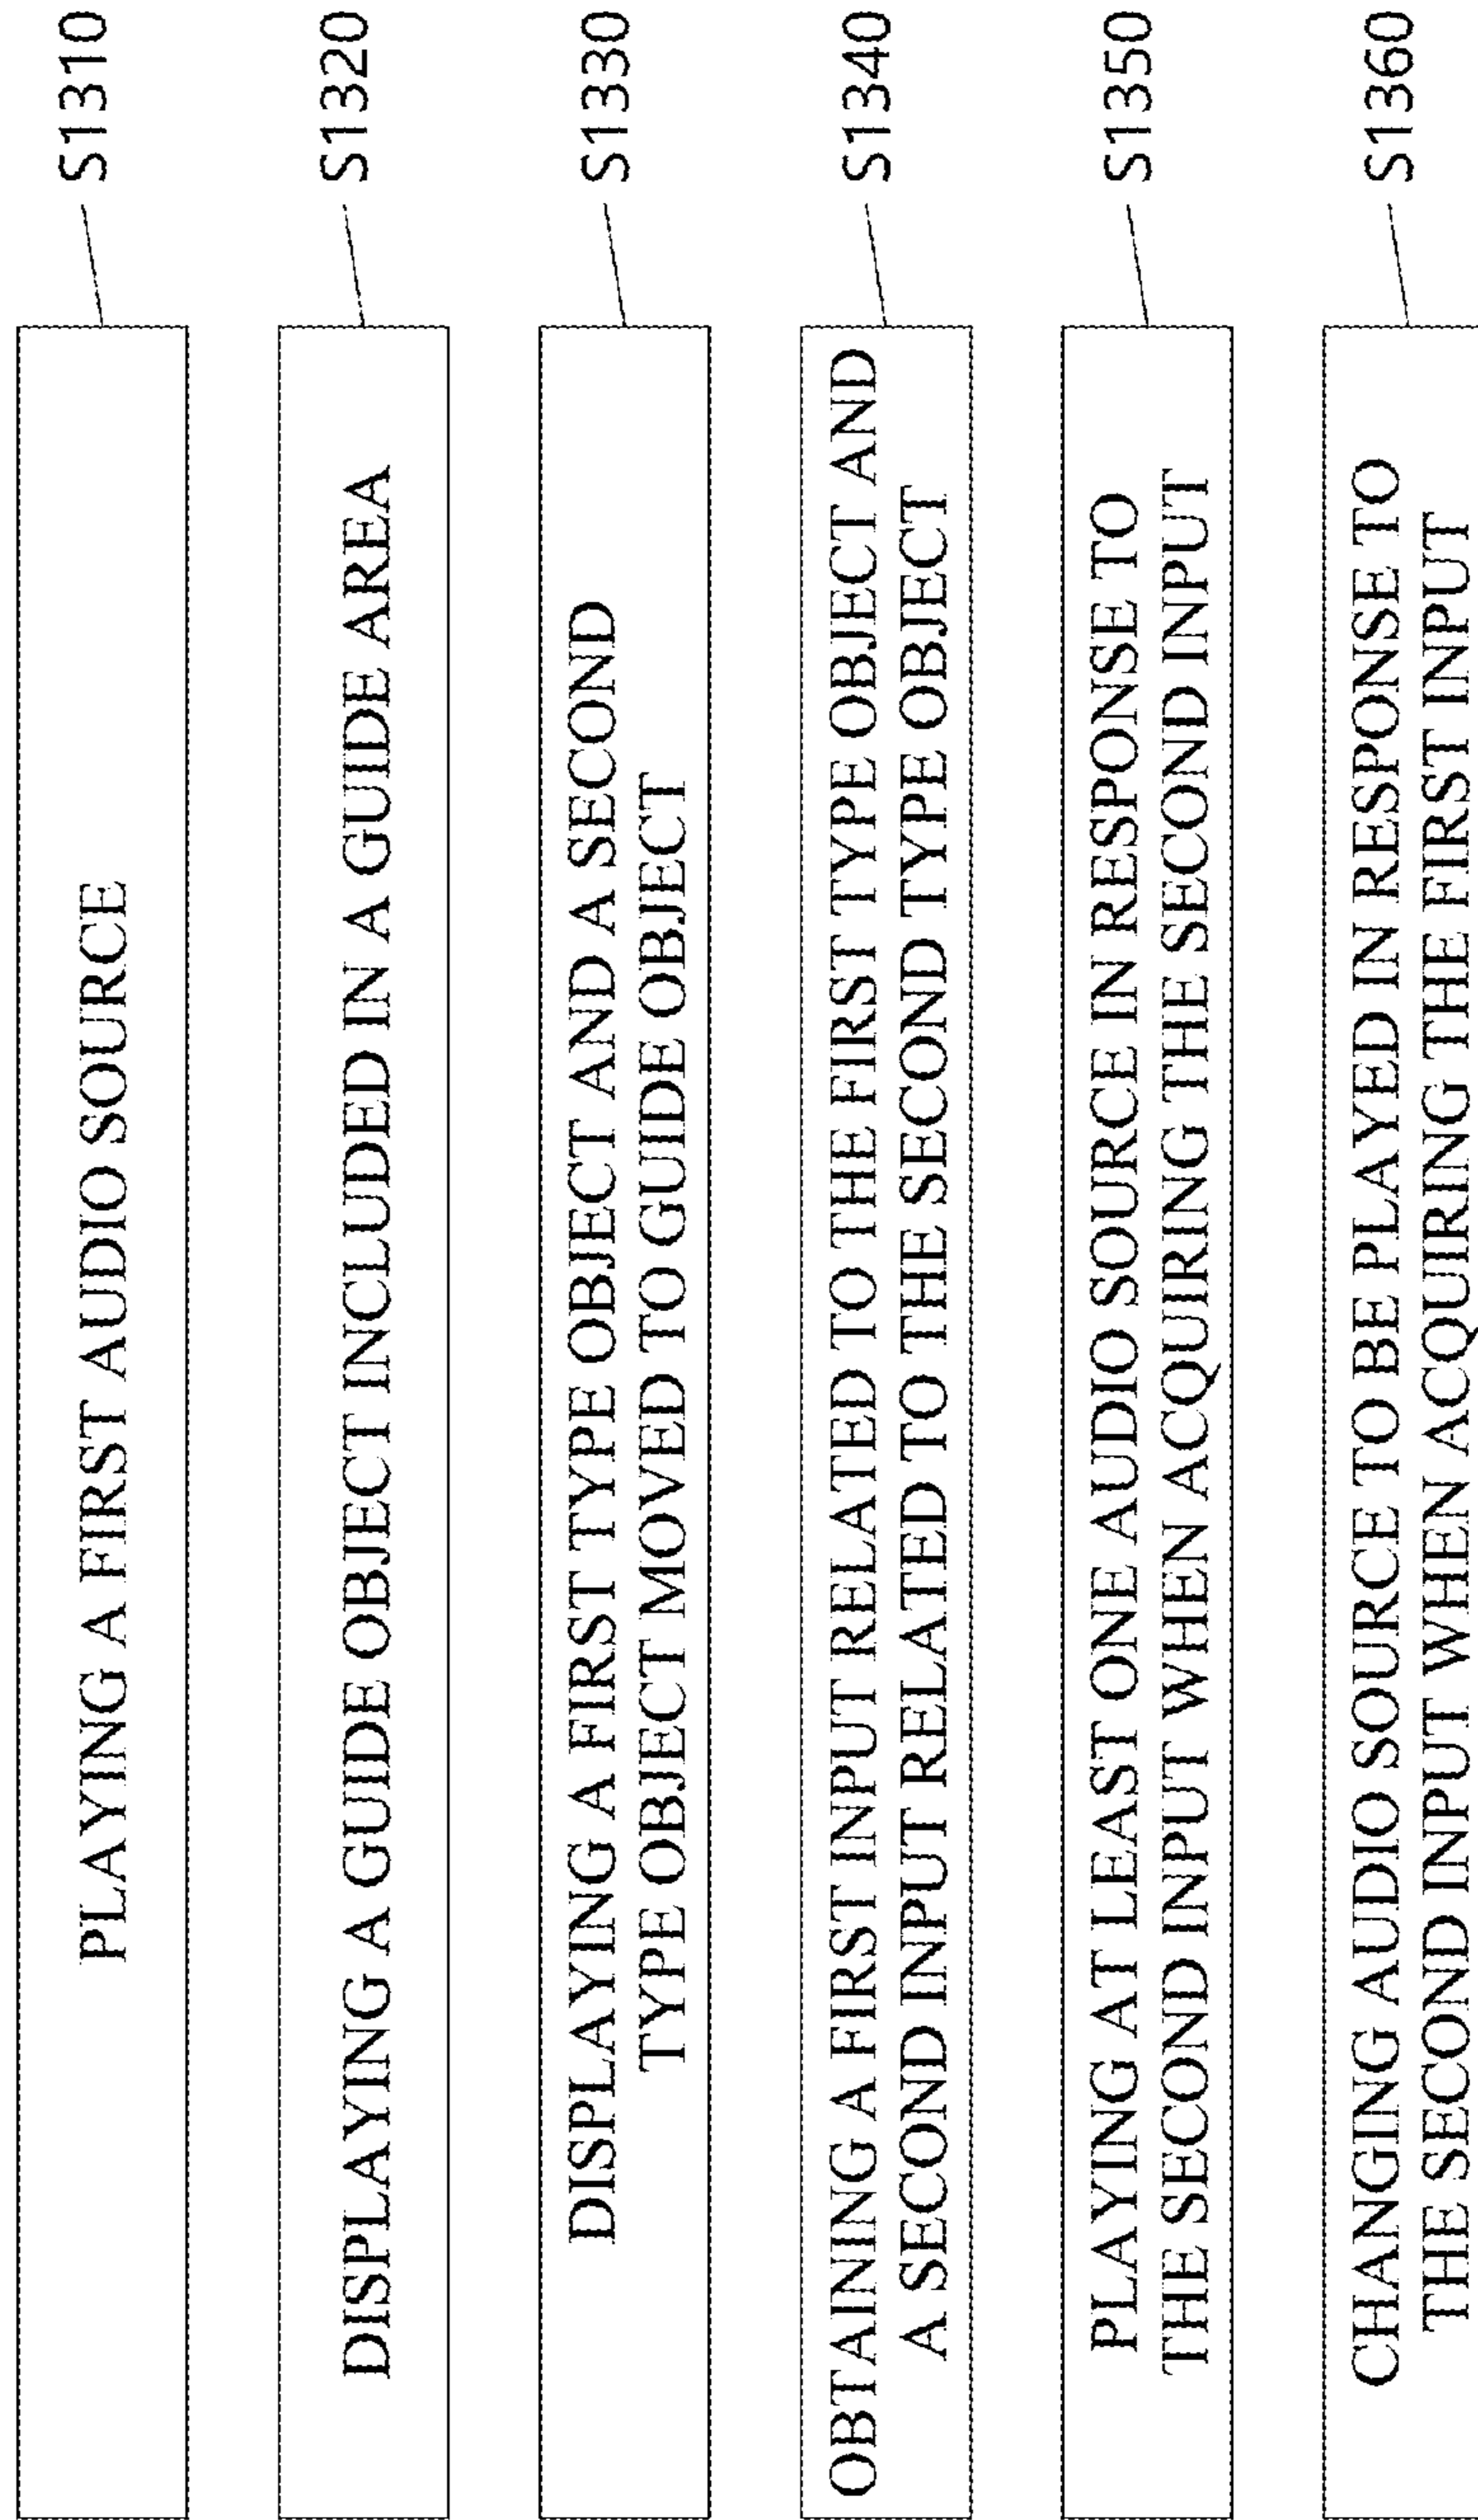 PLAYING A FIRST AUDIO SOURCE
S1310
DISPLAYING A GUIDE OBJECT INCLUDED IN A GUIDE AREA
S1320
DISPLAYING A FIRST TYPE OBJECT AND A SECOND
TYPE OBJECT MOVED TO GUIDE OBJECT
S1330
OBTAINING A FIRST INPUT RELATED TO THE FIRST TYPE OBJECT AND
A SECOND INPUT RELATED TO THE SECOND TYPE OBJECT
S1340
PLAYING AT LEAST ONE AUDIO SOURCE IN RESPONSE TO
THE SECOND INPUT WHEN ACQUIRING THE SECOND INPUT
S1350
CHANGING AUDIO SOURCE TO BE PLAYED IN RESPONSE TO
THE SECOND INPUT WHEN ACQUIRING THE FIRST INPUT
S1360